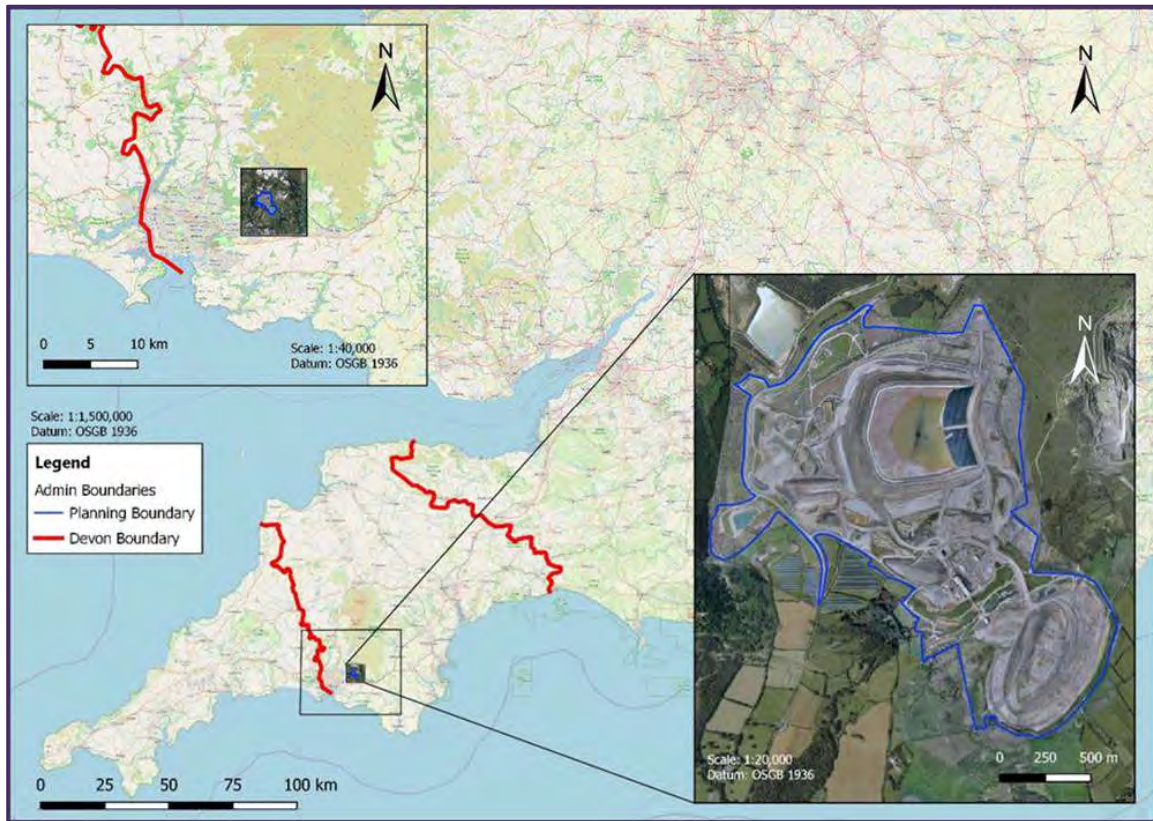 N
0 5 10 km
Scale: 1:40,000
Datum: OSGB 1936
N
Scale: 1:1,500,000
Datum: OSGB 1936
Legend
Admin Boundaries
Planning Boundary
Devon Boundary
0 25 50 75 100 km
N
Scale: 1:20,000
Datum: OSGB 1936
0 250 500 m